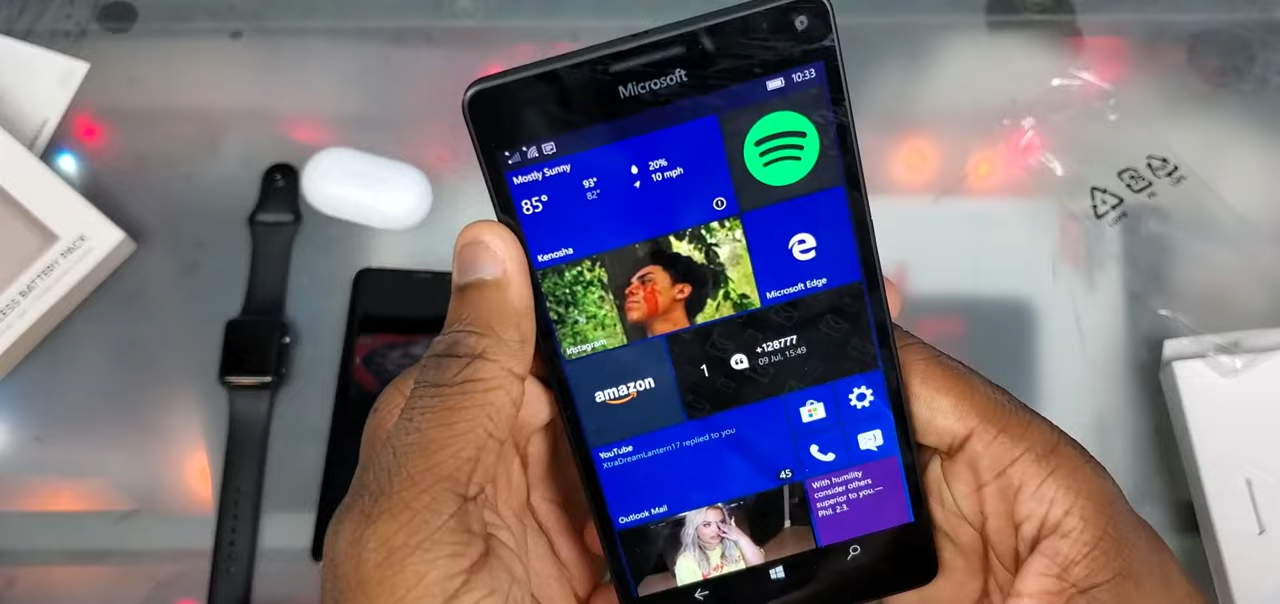 Microsoft
10:33
Mostly Sunny
85°
93°
82°
20%
10 mph
Kenosha
Microsoft Edge
Instagram
amazon
1
+128777
09 Jul, 15:49
YouTube
XtraDreamLantern17 replied to you
45
Outlook Mail
With humility
consider others
superior to you.—
Phil. 2:3.
BATTERY PACK